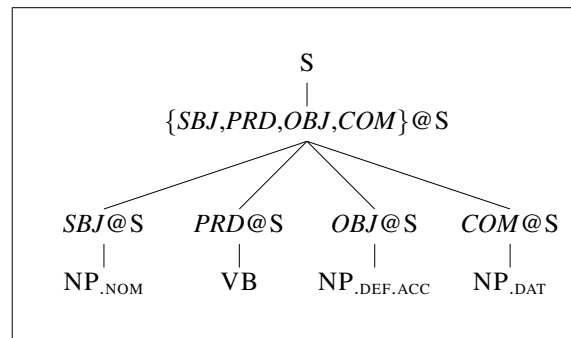 S
{SBJ,PRD,OBJ,COM}@S
SBJ@S PRD@S OBJ@S COM@S
NP.NOM VB NP.DEF.ACC NP.DAT